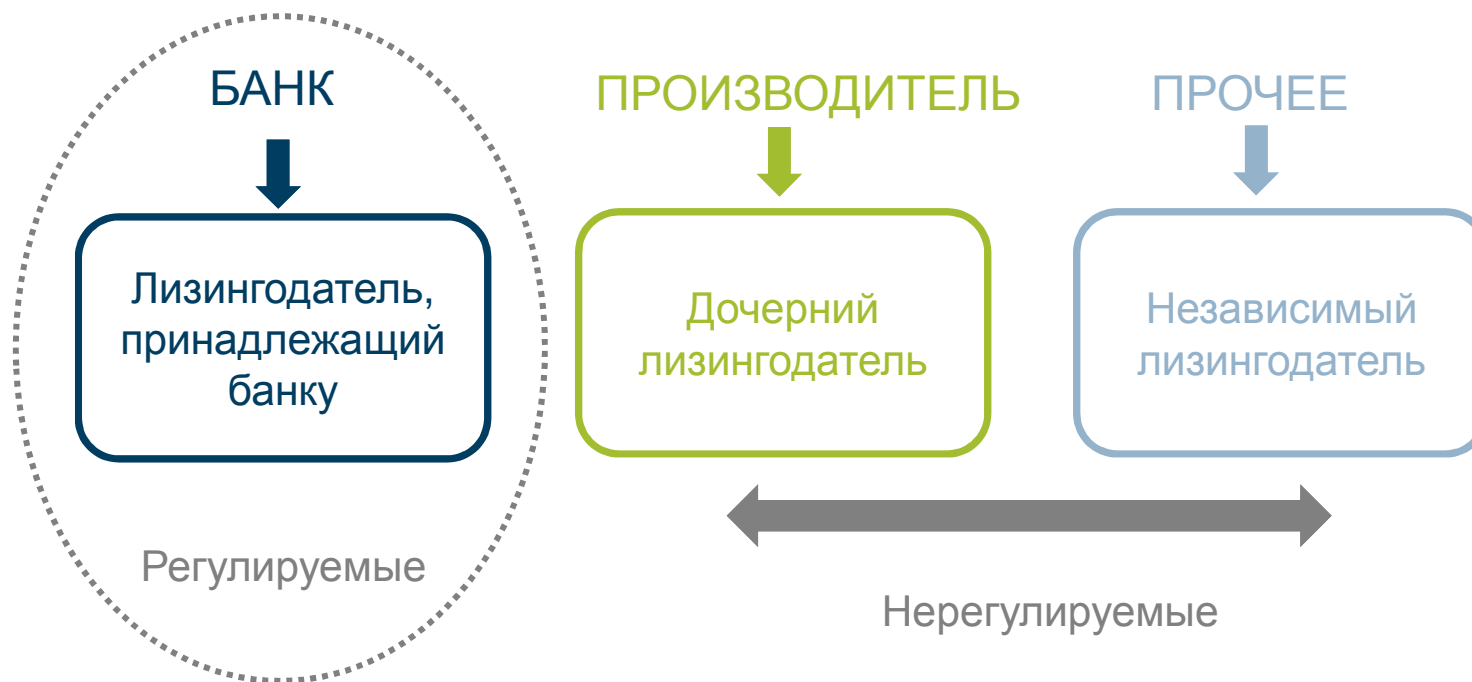 БАНК
ПРОИЗВОДИТЕЛЬ
ПРОЧЕЕ
Лизингодатель,
принадлежащий
банку
Дочерний
лизингодатель
Независимый
лизингодатель
Регулируемые
Нерегулируемые